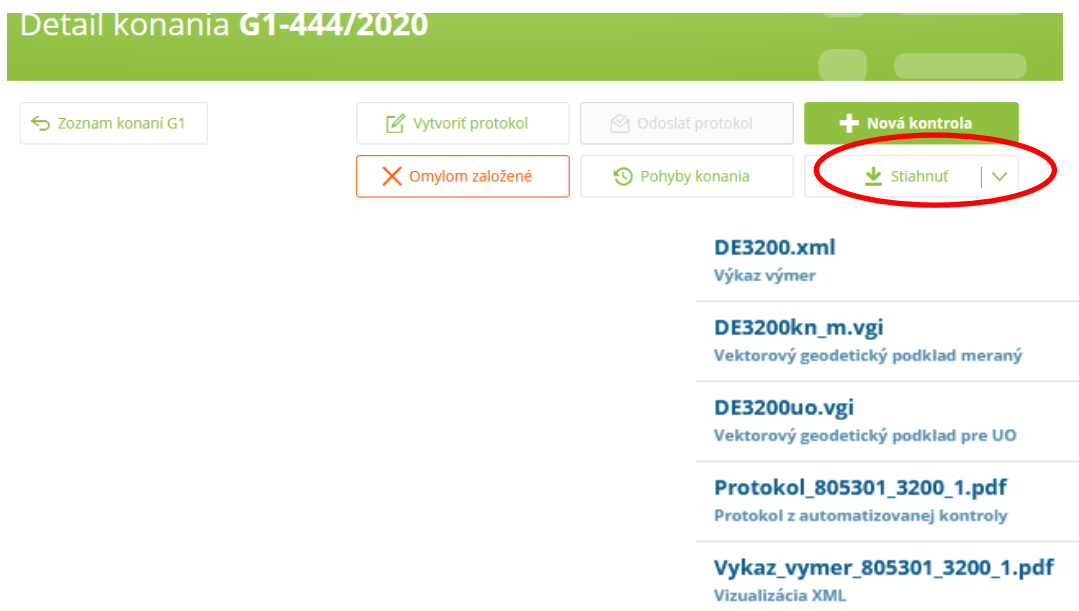 Detail konania G1-444/2020
Zoznam konaní G1
Vytvoriť protokol
Odoslať protokol
Nová kontrola
Omylom založené
Pohyby konania
Stiahnuť
DE3200.xml
Výkaz výmer
DE3200kn_m.vgi
Vektorový geodetický podklad meraný
DE3200uo.vgi
Vektorový geodetický podklad pre UO
Protokol_805301_3200_1.pdf
Protokol z automatizovanej kontroly
Vykaz_vymer_805301_3200_1.pdf
Vizualizácia XML